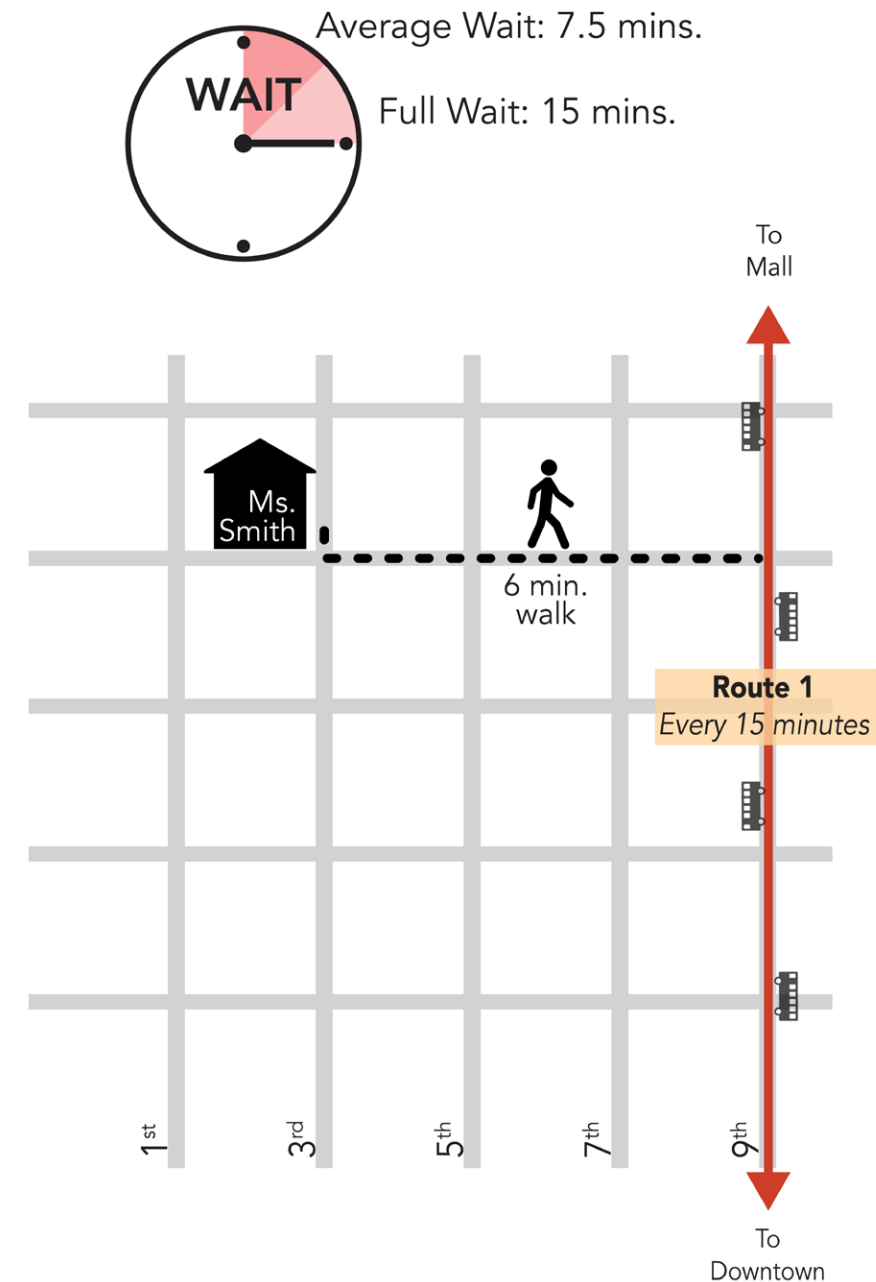 Average Wait: 7.5 mins.
WAIT
Full Wait: 15 mins.
To
Mall
Ms.
Smith
6 min.
walk
Route 1
Every 15 minutes
1st
3rd
5th
7th
9th
To
Downtown